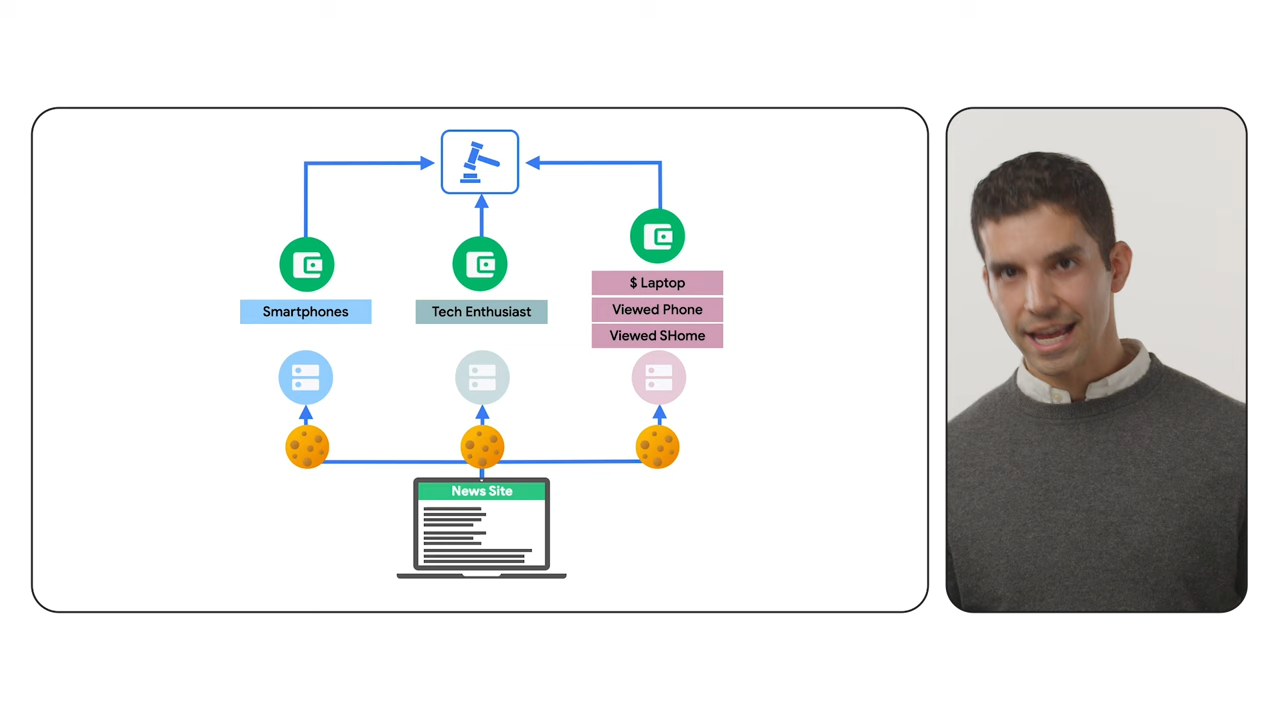 $ Laptop
Smartphones
Tech Enthusiast
Viewed Phone
Viewed SHome
News Site